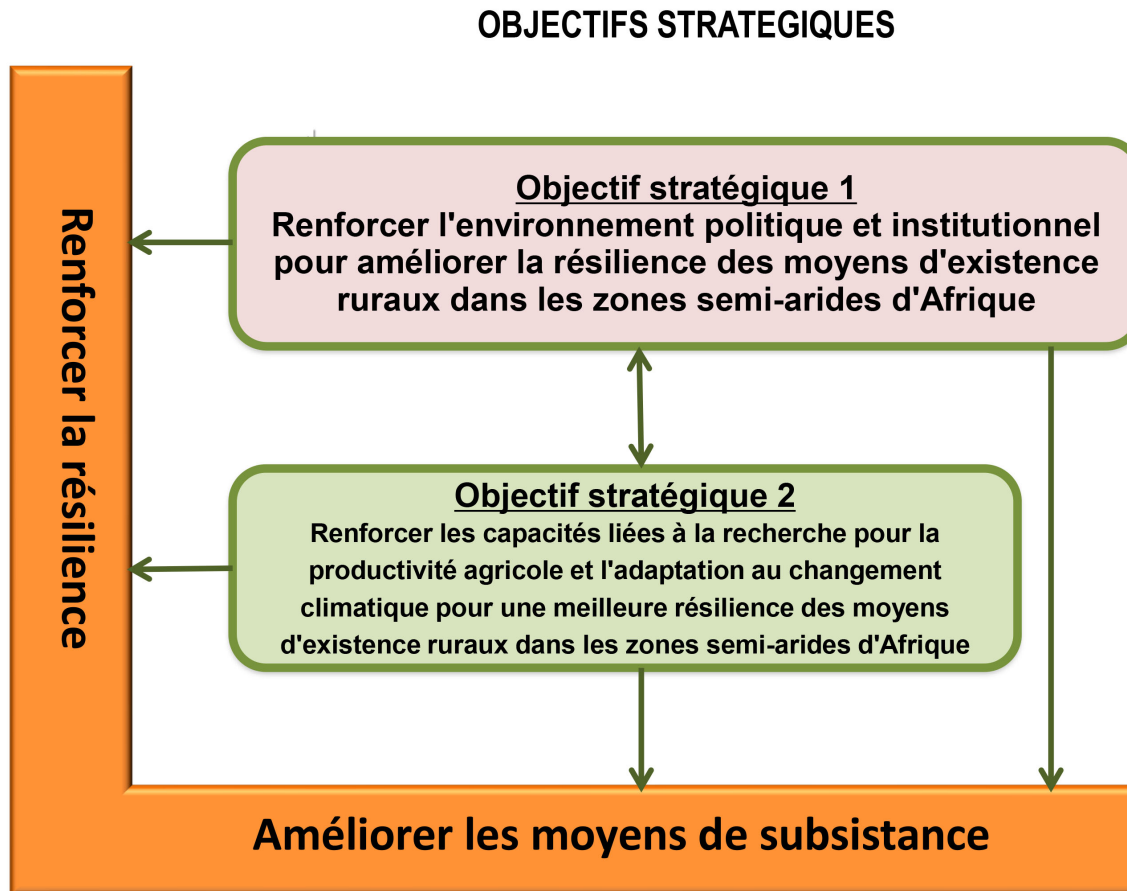 OBJECTIFS STRATEGIQUES
Renforcer la résilience
Objectif stratégique 1
Renforcer l'environnement politique et institutionnel
pour améliorer la résilience des moyens d'existence
ruraux dans les zones semi-arides d'Afrique
Objectif stratégique 2
Renforcer les capacités liées à la recherche pour la
productivité agricole et l'adaptation au changement
climatique pour une meilleure résilience des moyens
d'existence ruraux dans les zones semi-arides d'Afrique
Améliorer les moyens de subsistance